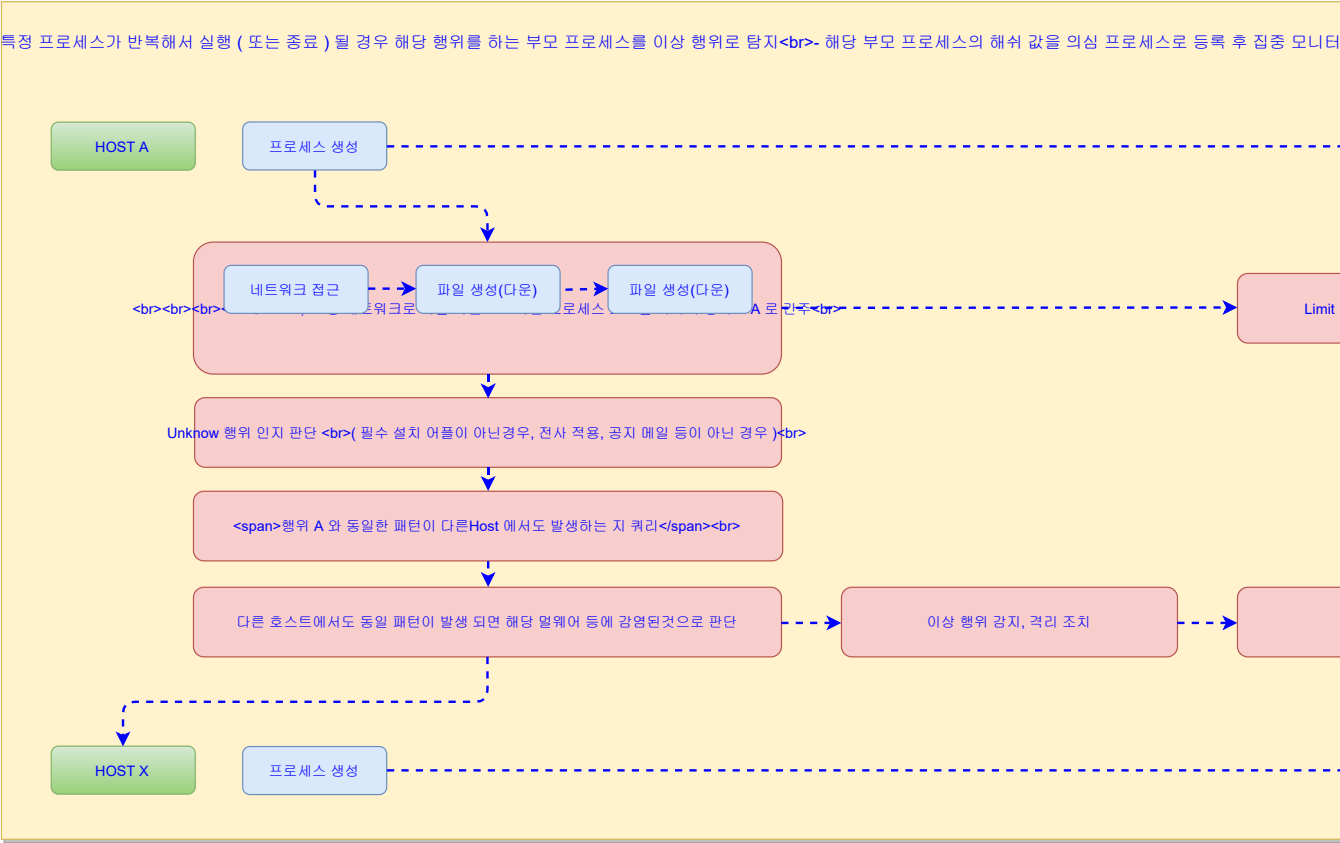 특정 프로세스가 반복해서 실행 ( 또는 종료 ) 될 경우 해당 행위를 하는 부모 프로세스를 이상 행위로 탐지<br>- 해당 부모 프로세스의 해쉬 값을 의심 프로세스로 등록 후 집중 모니터
HOST A
프로세스 생성
네트워크 접근
파일 생성(다운)
파일 생성(다운)
<br><br><br> A 로 간주<br>
Limit
Unknow 행위 인지 판단 <br>( 필수 설치 어플이 아닌경우, 전사 적용, 공지 메일 등이 아닌 경우 )<br>
<span>행위 A 와 동일한 패턴이 다른Host 에서도 발생하는 지 쿼리</span><br>
다른 호스트에서도 동일 패턴이 발생 되면 해당 멀웨어 등에 감염된것으로 판단
이상 행위 감지, 격리 조치
HOST X
프로세스 생성